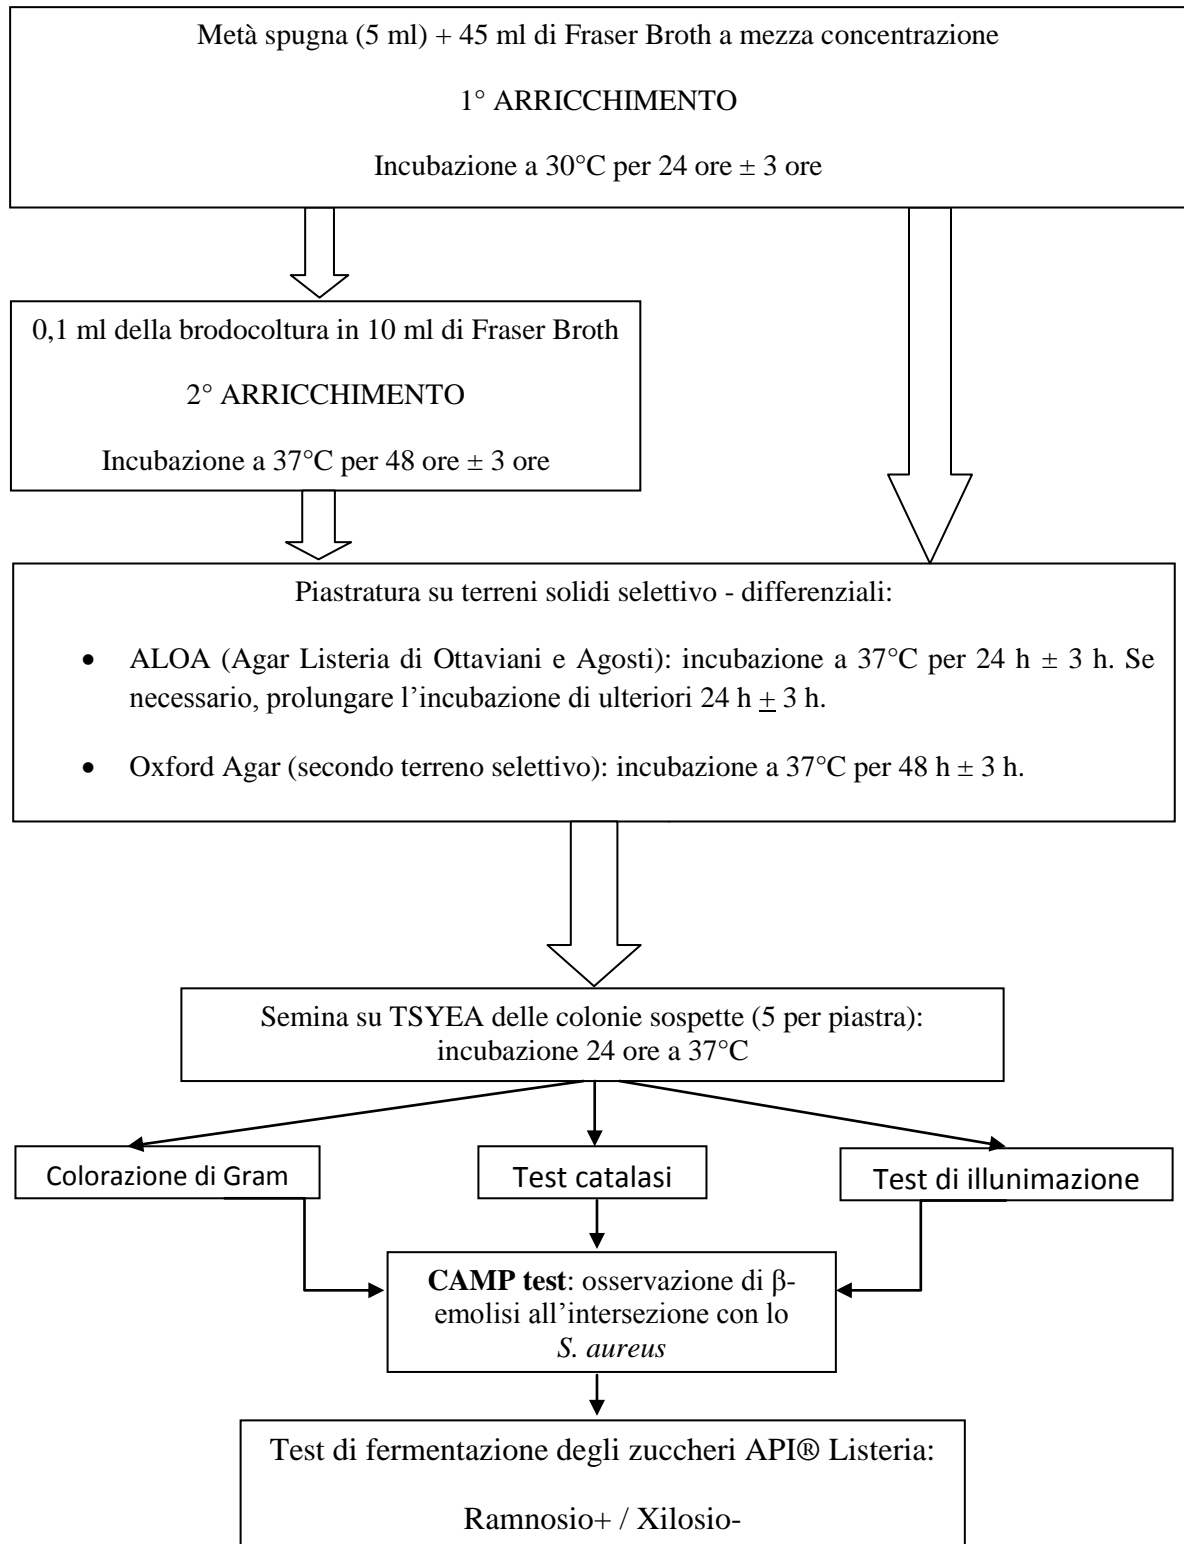 Metà spugna (5 ml) + 45 ml di Fraser Broth a mezza concentrazione
1° ARRICCHIMENTO
Incubazione a 30°C per 24 ore ± 3 ore
0,1 ml della brodocoltura in 10 ml di Fraser Broth
2° ARRICCHIMENTO
Incubazione a 37°C per 48 ore ± 3 ore
Piastratura su terreni solidi selettivo - differenziali:
• ALOA (Agar Listeria di Ottaviani e Agosti): incubazione a 37°C per 24 h ± 3 h. Se
necessario, prolungare l’incubazione di ulteriori 24 h ± 3 h.
• Oxford Agar (secondo terreno selettivo): incubazione a 37°C per 48 h ± 3 h.
Semina su TSYEA delle colonie sospette (5 per piastra):
incubazione 24 ore a 37°C
Colorazione di Gram
Test catalasi
Test di illunimazione
CAMP test: osservazione di β-
emolisi all’intersezione con lo
S. aureus
Test di fermentazione degli zuccheri API® Listeria:
Ramnosio+ / Xilosio-